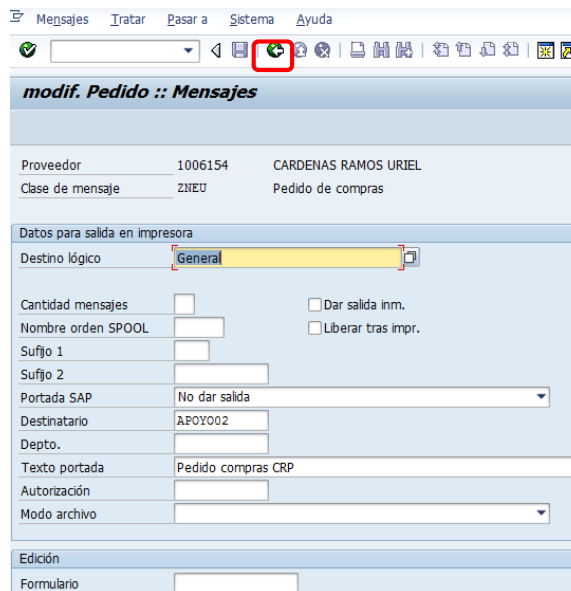 Mensajes Tratar Pasar a Sistema Ayuda
modif. Pedido :: Mensajes
Proveedor 1006154 CARDENAS RAMOS URIEL
Clase de mensaje ZNEU Pedido de compras
Datos para salida en impresora
Destino lógico General
Cantidad mensajes Dar salida inm.
Nombre orden SPOOL Liberar tras impr.
Sufijo 1
Sufijo 2
Portada SAP No dar salida
Destinatario APOYO02
Depto.
Texto portada Pedido compras CRP
Autorización
Modo archivo
Edición
Formulario